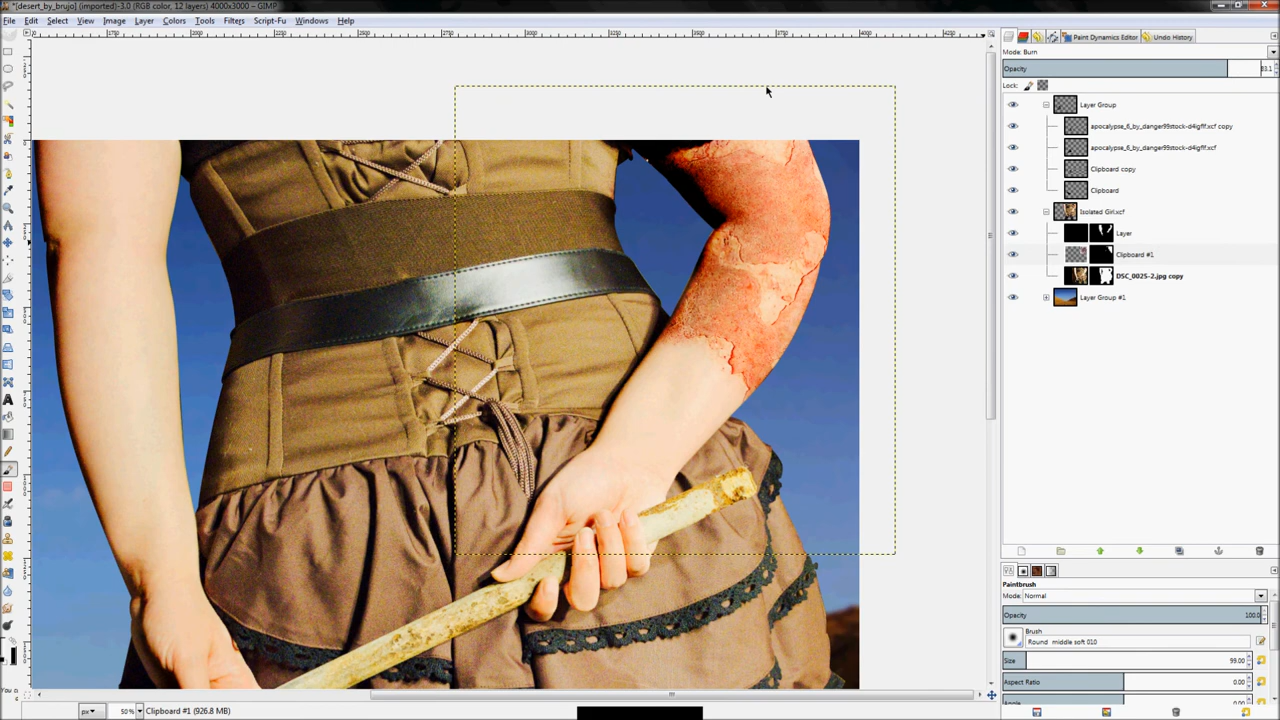 *[desert_by_brujo] (imported)-3.0 (RGB color, 12 layers) 4000x3000 – GIMP
File Edit Select View Image Layer Colors Tools Filters Script-Fu Windows Help
Paint Dynamics Editor Undo History
Mode: Burn
Opacity
Lock:
Layer Group
apocalypse_6_by_danger99stock-d4igflf.xcf copy
apocalypse_6_by_danger99stock-d4igflf.xcf
Clipboard copy
Clipboard
Isolated Girl.xcf
Layer
Clipboard #1
DSC_0025-2.jpg copy
Layer Group #1
Paintbrush
Mode: Normal
Opacity 100.0
Brush
Round middle soft 010
Size 99.00
Aspect Ratio 0.00
Angle
px 50% Clipboard #1 (926.8 MB)